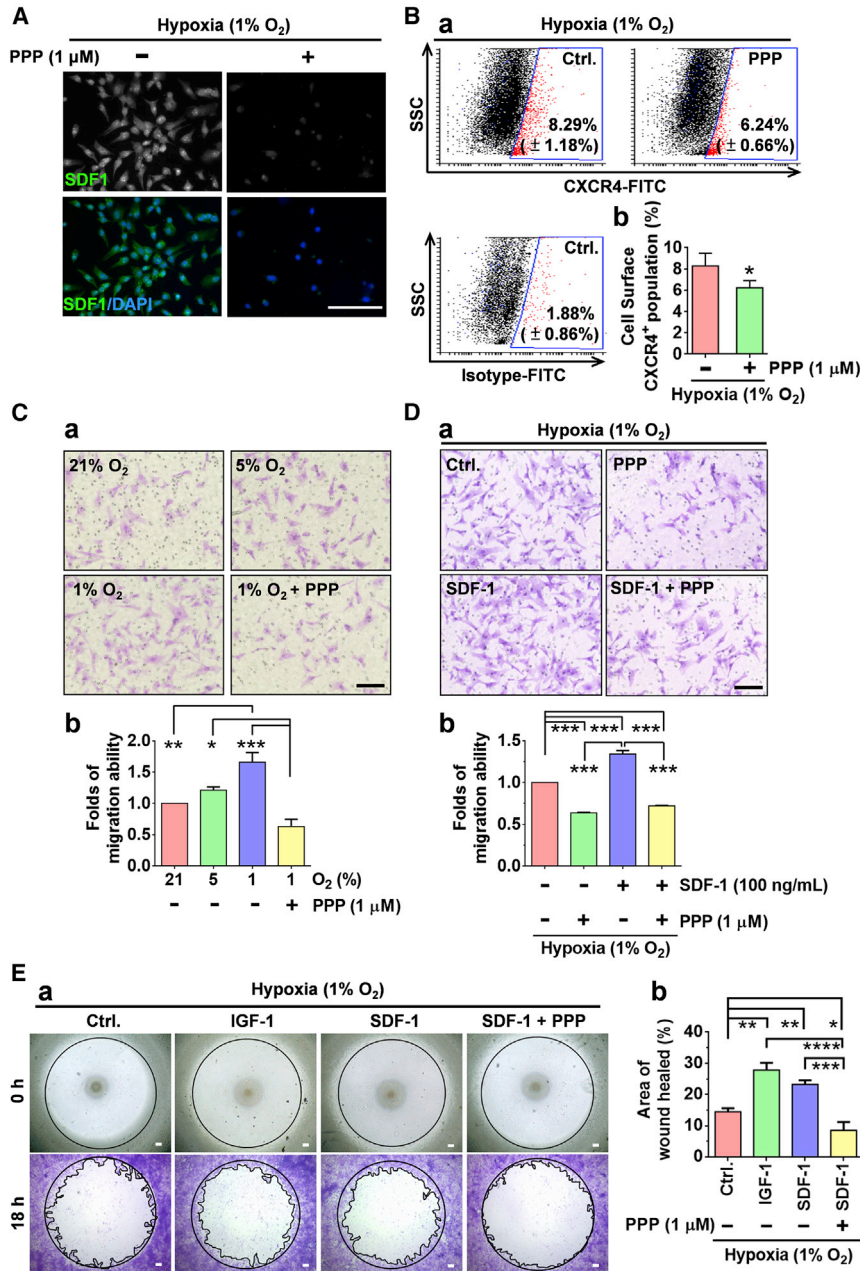 A
Hypoxia (1% O₂)
PPP (1 µM) − +
SDF1
SDF1/DAPI
B
a Hypoxia (1% O₂)
SSC
Ctrl.
8.29%
( ± 1.18%)
PPP
6.24%
( ± 0.66%)
CXCR4-FITC
SSC
Ctrl.
1.88%
( ± 0.86%)
Isotype-FITC
b
Cell Surface
CXCR4⁺ population (%)
10
8
6
4
2
0
*
− + PPP (1 µM)
Hypoxia (1% O₂)
C
a
21% O₂
5% O₂
1% O₂
1% O₂ + PPP
b
Folds of
migration ability
2.0
1.5
1.0
0.5
0.0
** * ***
21 5 1 1 O₂ (%)
− − − + PPP (1 µM)
D
a Hypoxia (1% O₂)
Ctrl.
PPP
SDF-1
SDF-1 + PPP
b
Folds of
migration ability
1.5
1.0
0.5
0.0
*** *** ***
*** ***
− − + + SDF-1 (100 ng/mL)
− + − + PPP (1 µM)
Hypoxia (1% O₂)
E
a Hypoxia (1% O₂)
Ctrl. IGF-1 SDF-1 SDF-1 + PPP
0 h
18 h
b
Area of
wound healed (%)
40
30
20
10
0
** ** *
****
***
Ctrl.
IGF-1
SDF-1
SDF-1
PPP (1 µM) − − − +
Hypoxia (1% O₂)